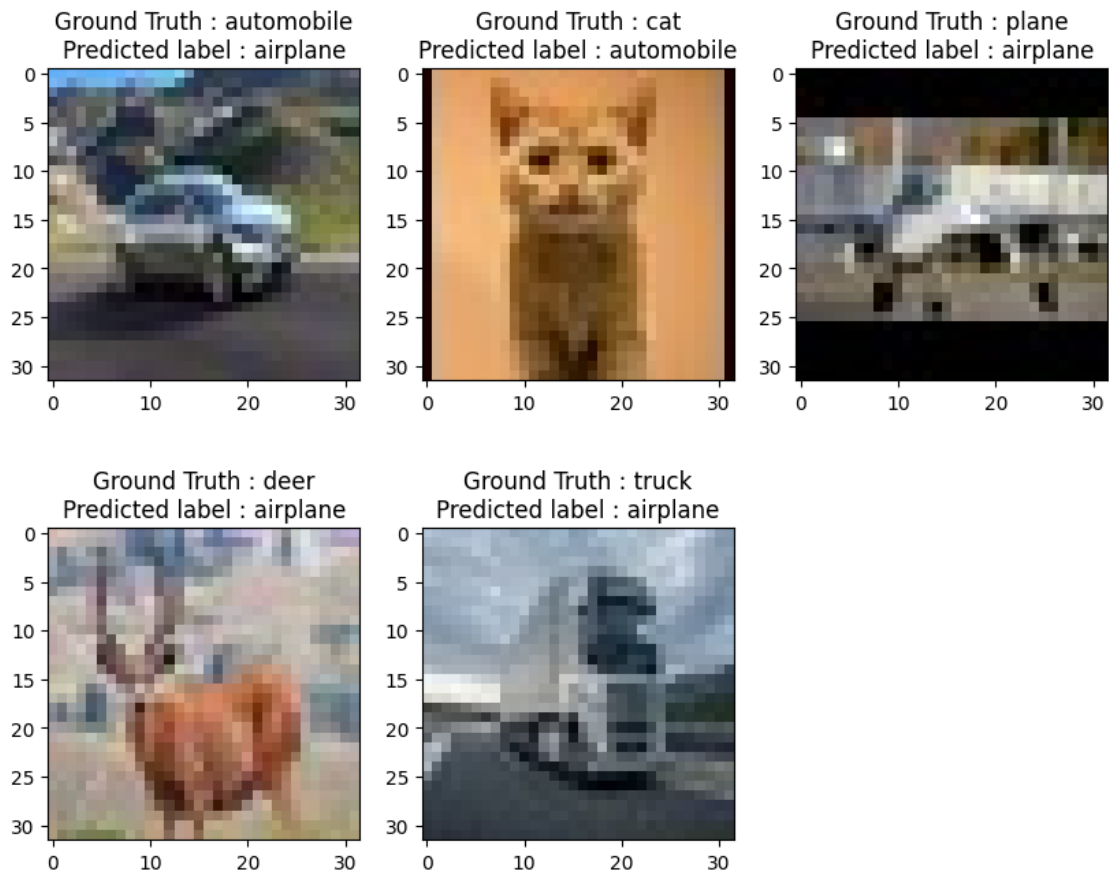 Ground Truth : automobile
Predicted label : airplane
Ground Truth : cat
Predicted label : automobile
Ground Truth : plane
Predicted label : airplane
0
5
10
15
20
25
30
0 10 20 30
0
5
10
15
20
25
30
0 10 20 30
0
5
10
15
20
25
30
0 10 20 30
Ground Truth : deer
Predicted label : airplane
Ground Truth : truck
Predicted label : airplane
0
5
10
15
20
25
30
0 10 20 30
0
5
10
15
20
25
30
0 10 20 30